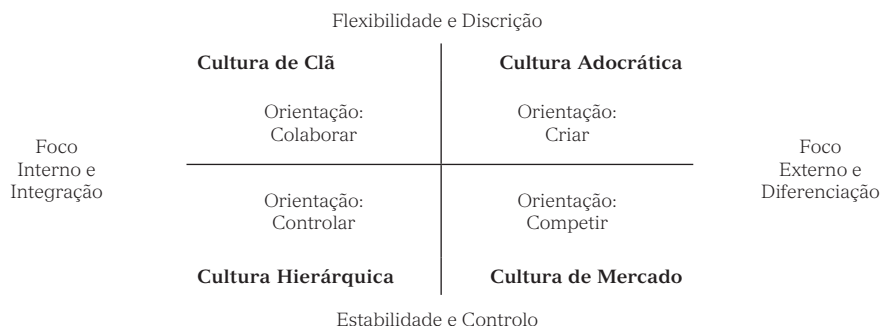 Flexibilidade e Discrição
Cultura de Clã
Cultura Adocrática
Orientação:
Colaborar
Orientação:
Criar
Foco
Interno e
Integração
Foco
Externo e
Diferenciação
Orientação:
Controlar
Orientação:
Competir
Cultura Hierárquica
Cultura de Mercado
Estabilidade e Controlo